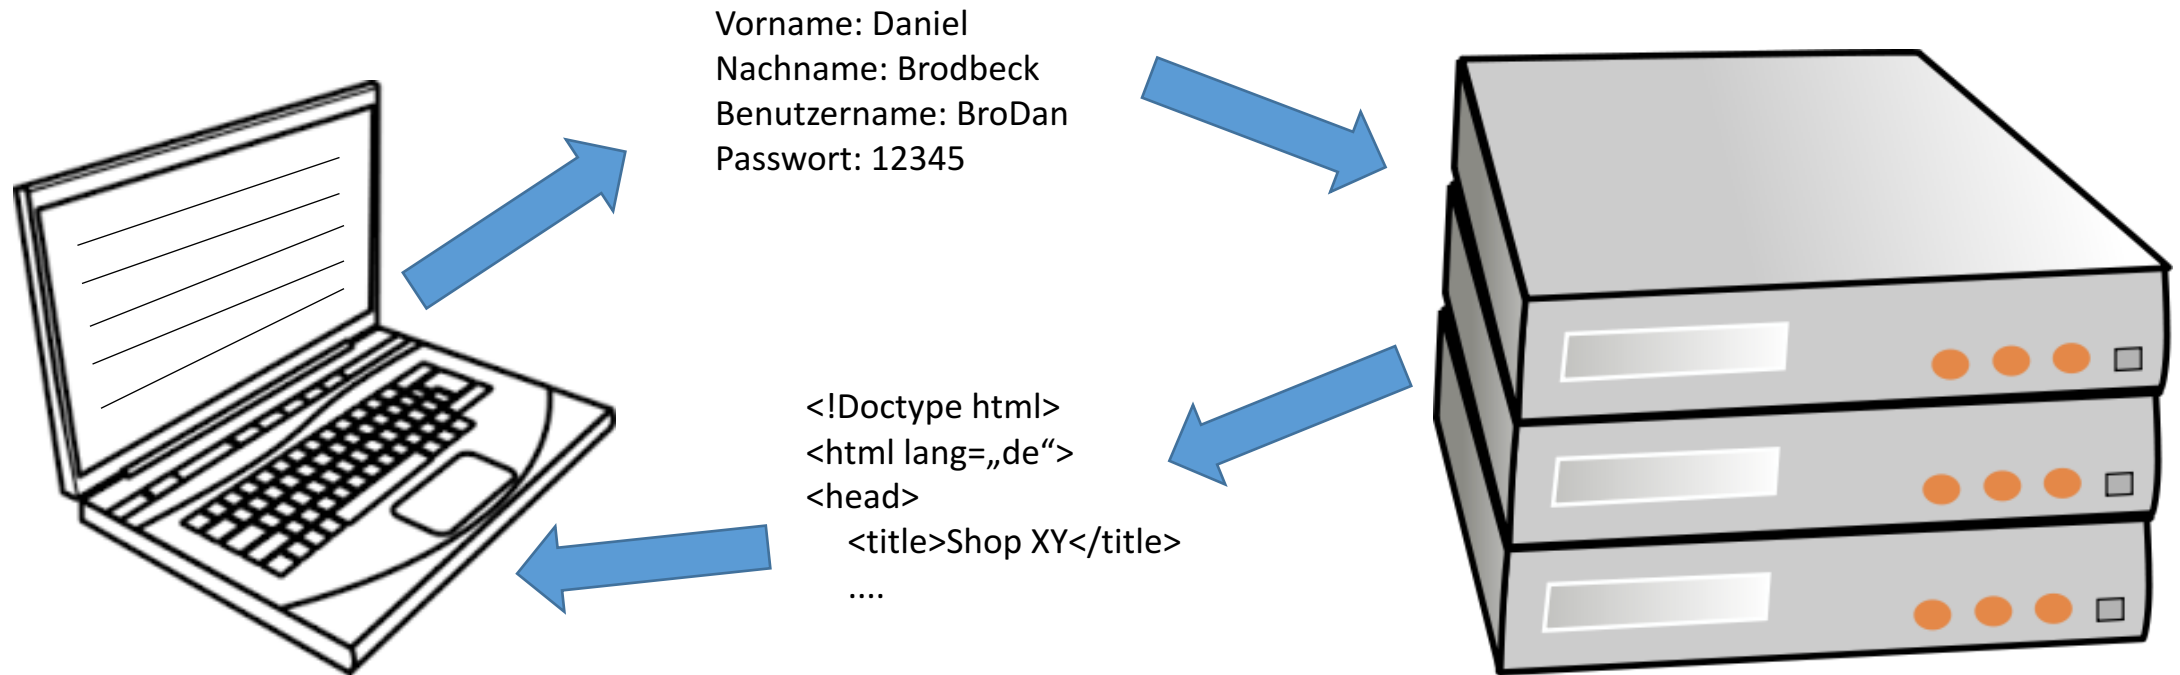 Vorname: Daniel
Nachname: Brodbeck
Benutzername: BroDan
Passwort: 12345
<!Doctype html>
<html lang=„de“>
<head>
<title>Shop XY</title>
....